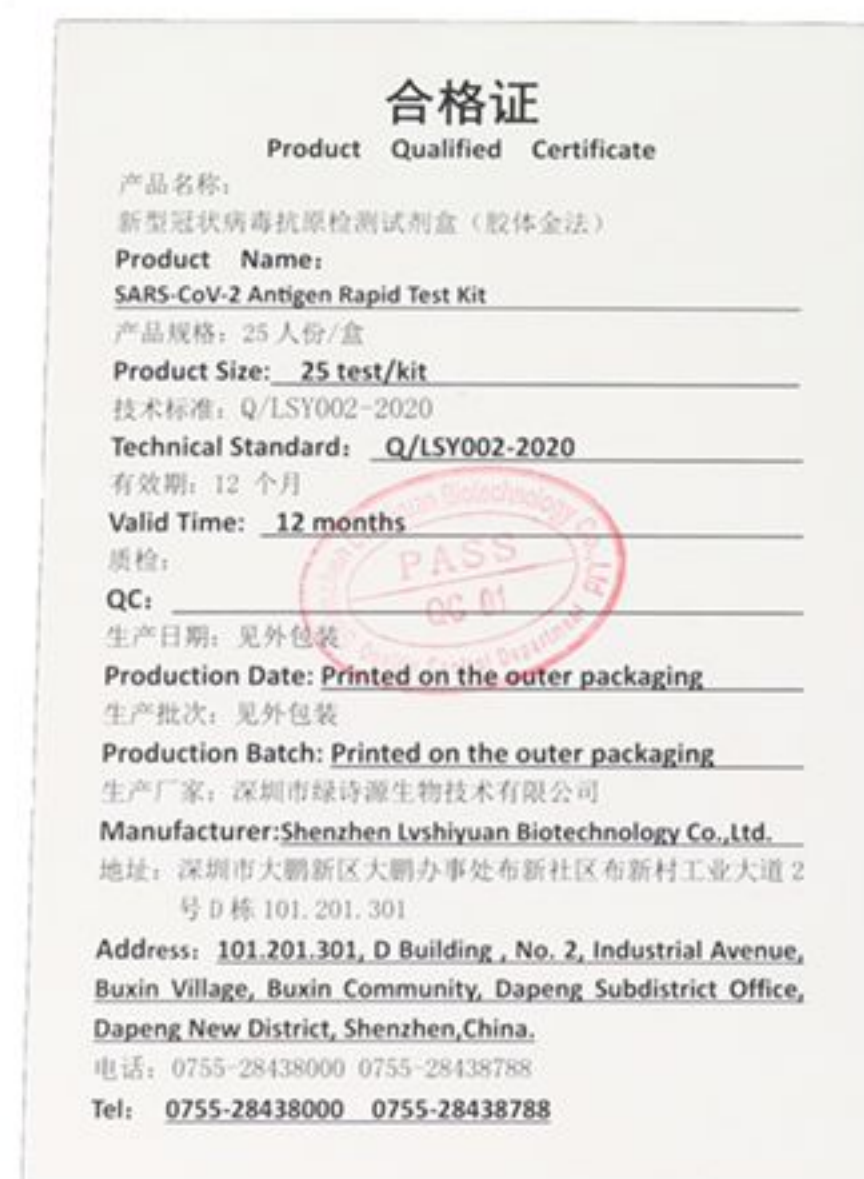 合格证
Product Qualified Certificate
产品名称：
新型冠状病毒抗原检测试剂盒（胶体金法）
Product Name：
SARS-CoV-2 Antigen Rapid Test Kit
产品规格：25 人份/盒
Product Size: 25 test/kit
技术标准：Q/LSY002-2020
Technical Standard： Q/LSY002-2020
有效期：12 个月
Valid Time: 12 months
质检：
QC：
PASS
QC 01
Biotechnology Co., Ltd
Quality Control Department
生产日期：见外包装
Production Date: Printed on the outer packaging
生产批次：见外包装
Production Batch: Printed on the outer packaging
生产厂家：深圳市绿诗源生物技术有限公司
Manufacturer:Shenzhen Lvshiyuan Biotechnology Co.,Ltd.
地址：深圳市大鹏新区大鹏办事处布新社区布新村工业大道 2
号 D 栋 101.201.301
Address： 101.201.301, D Building , No. 2, Industrial Avenue,
Buxin Village, Buxin Community, Dapeng Subdistrict Office,
Dapeng New District, Shenzhen,China.
电话：0755-28438000 0755-28438788
Tel： 0755-28438000 0755-28438788